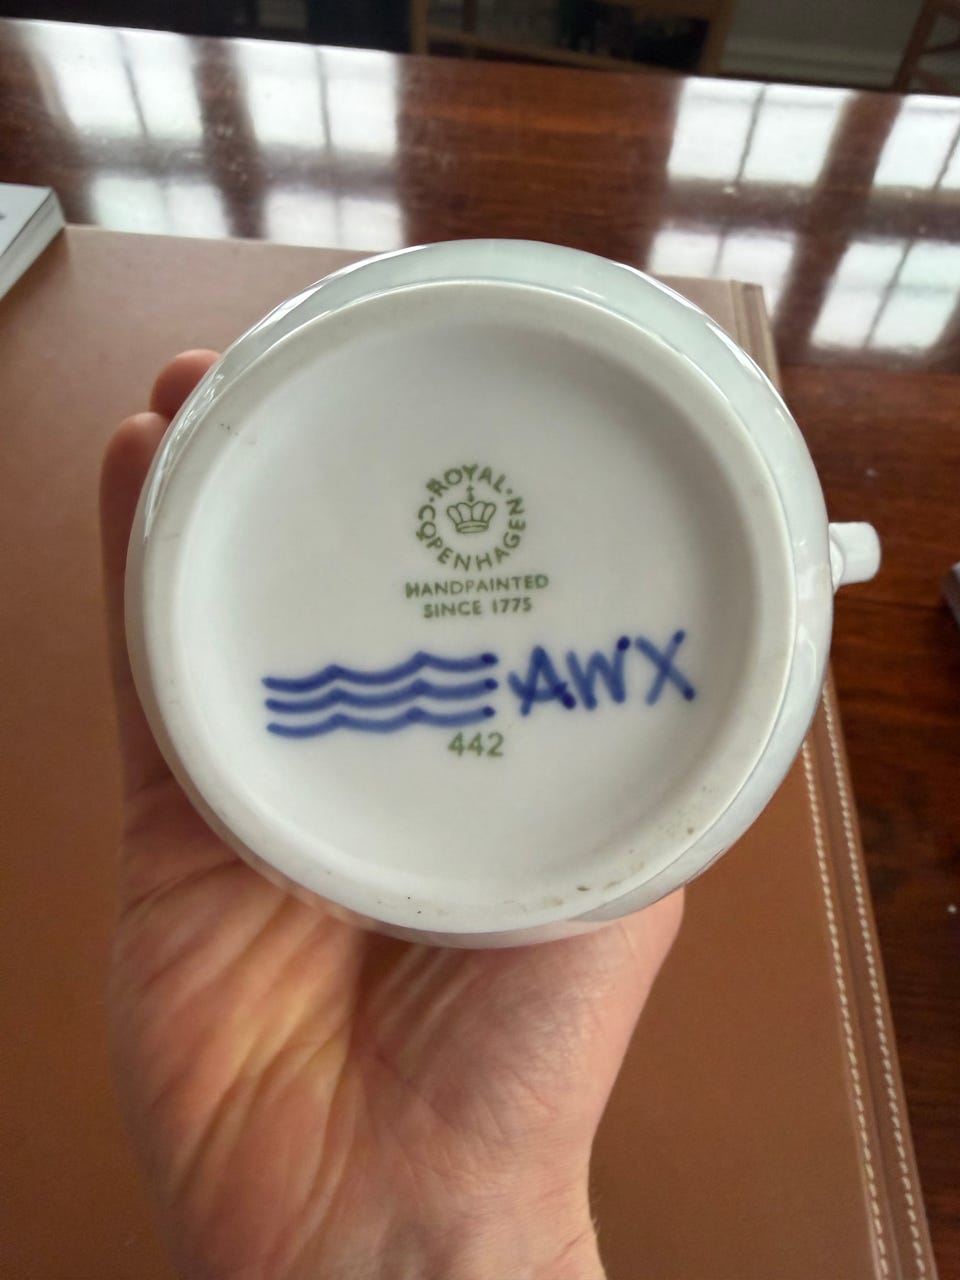 ROYAL·
COPENHAGEN·
HANDPAINTED
SINCE 1775
AWX
442